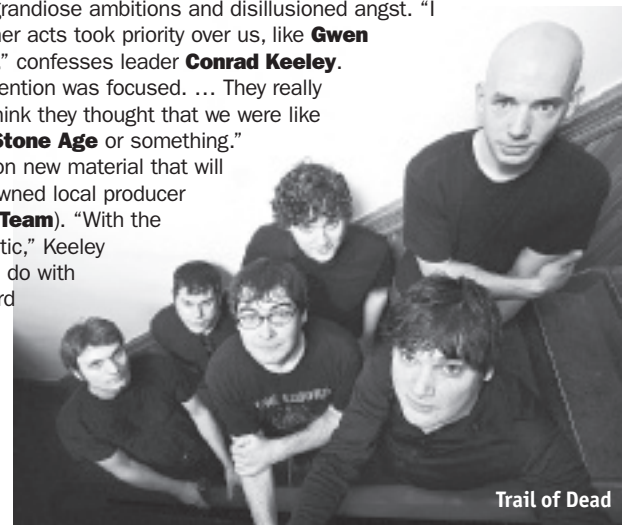 grandiose ambitions and disillusioned angst. “I
ner acts took priority over us, like Gwen
,” confesses leader Conrad Keeley.
ention was focused. … They really
hink they thought that we were like
Stone Age or something.”
on new material that will
wned local producer
Team). “With the
tic,” Keeley
do with
rd
Trail of Dead